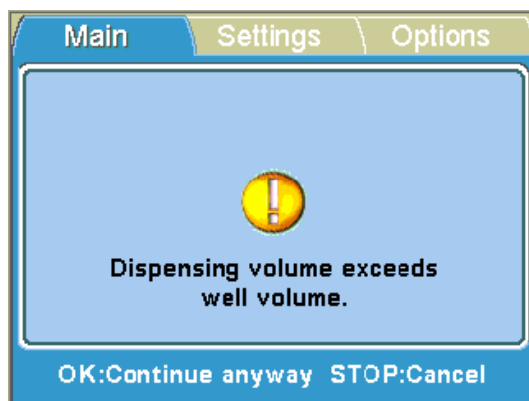 Main Settings Options
Dispensing volume exceeds
well volume.
OK:Continue anyway STOP:Cancel